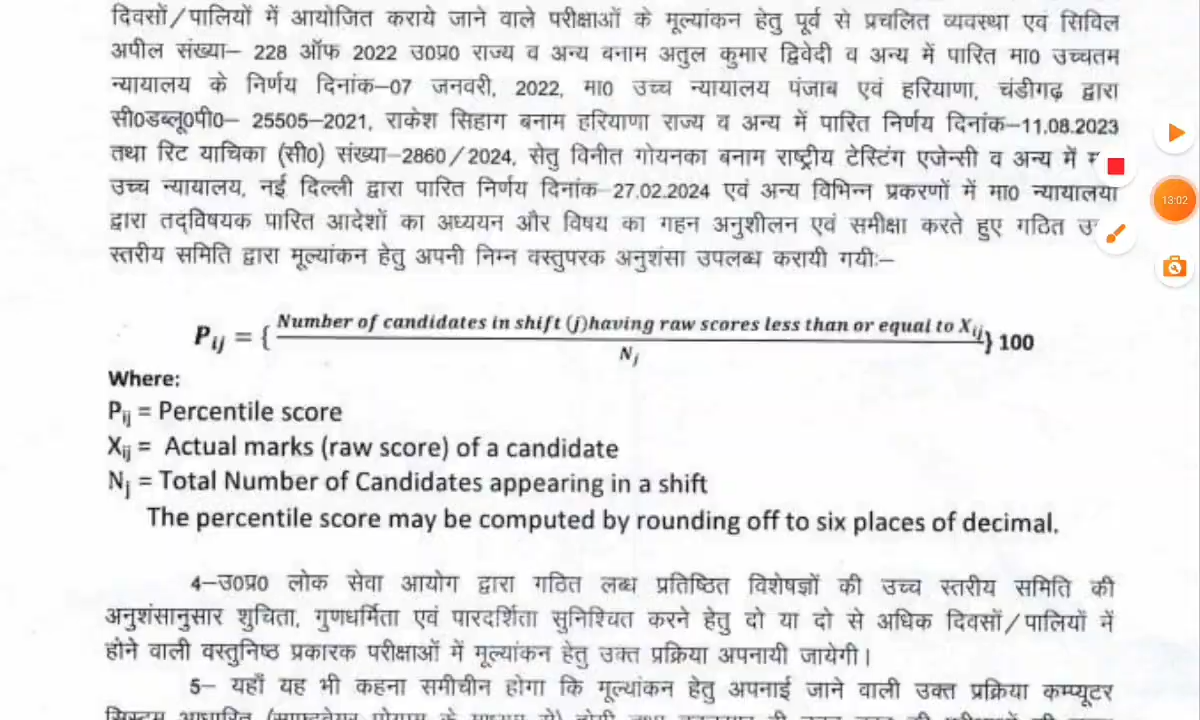 दिवसों/पालियों में आयोजित कराये जाने वाले परीक्षाओं के मूल्यांकन हेतु पूर्व से प्रचलित व्यवस्था एवं सिविल
अपील संख्या– 228 ऑफ 2022 उ0प्र0 राज्य व अन्य बनाम अतुल कुमार द्विवेदी व अन्य में पारित मा0 उच्चतम
न्यायालय के निर्णय दिनांक–07 जनवरी, 2022, मा0 उच्च न्यायालय पंजाब एवं हरियाणा, चंडीगढ़ द्वारा
सी0डब्लू0पी0– 25505–2021, राकेश सिहाग बनाम हरियाणा राज्य व अन्य में पारित निर्णय दिनांक–11.08.2023
तथा रिट याचिका (सी0) संख्या–2860/2024, सेतु विनीत गोयनका बनाम राष्ट्रीय टेस्टिंग एजेन्सी व अन्य में
उच्च न्यायालय, नई दिल्ली द्वारा पारित निर्णय दिनांक–27.02.2024 एवं अन्य विभिन्न प्रकरणों में मा0 न्यायालयों
द्वारा तद्विषयक पारित आदेशों का अध्ययन और विषय का गहन अनुशीलन एवं समीक्षा करते हुए गठित
स्तरीय समिति द्वारा मूल्यांकन हेतु अपनी निम्न वस्तुपरक अनुशंसा उपलब्ध करायी गयीः–
P_ij = { Number of candidates in shift (j)having raw scores less than or equal to X_ij / N_j } 100
Where:
P_ij = Percentile score
X_ij = Actual marks (raw score) of a candidate
N_j = Total Number of Candidates appearing in a shift
The percentile score may be computed by rounding off to six places of decimal.
4–उ0प्र0 लोक सेवा आयोग द्वारा गठित लब्ध प्रतिष्ठित विशेषज्ञों की उच्च स्तरीय समिति की
अनुशंसानुसार शुचिता, गुणधर्मिता एवं पारदर्शिता सुनिश्चित करने हेतु दो या दो से अधिक दिवसों/पालियों में
होने वाली वस्तुनिष्ठ प्रकारक परीक्षाओं में मूल्यांकन हेतु उक्त प्रक्रिया अपनायी जायेगी।
5– यहाँ यह भी कहना समीचीन होगा कि मूल्यांकन हेतु अपनाई जाने वाली उक्त प्रक्रिया कम्प्यूटर
13:02